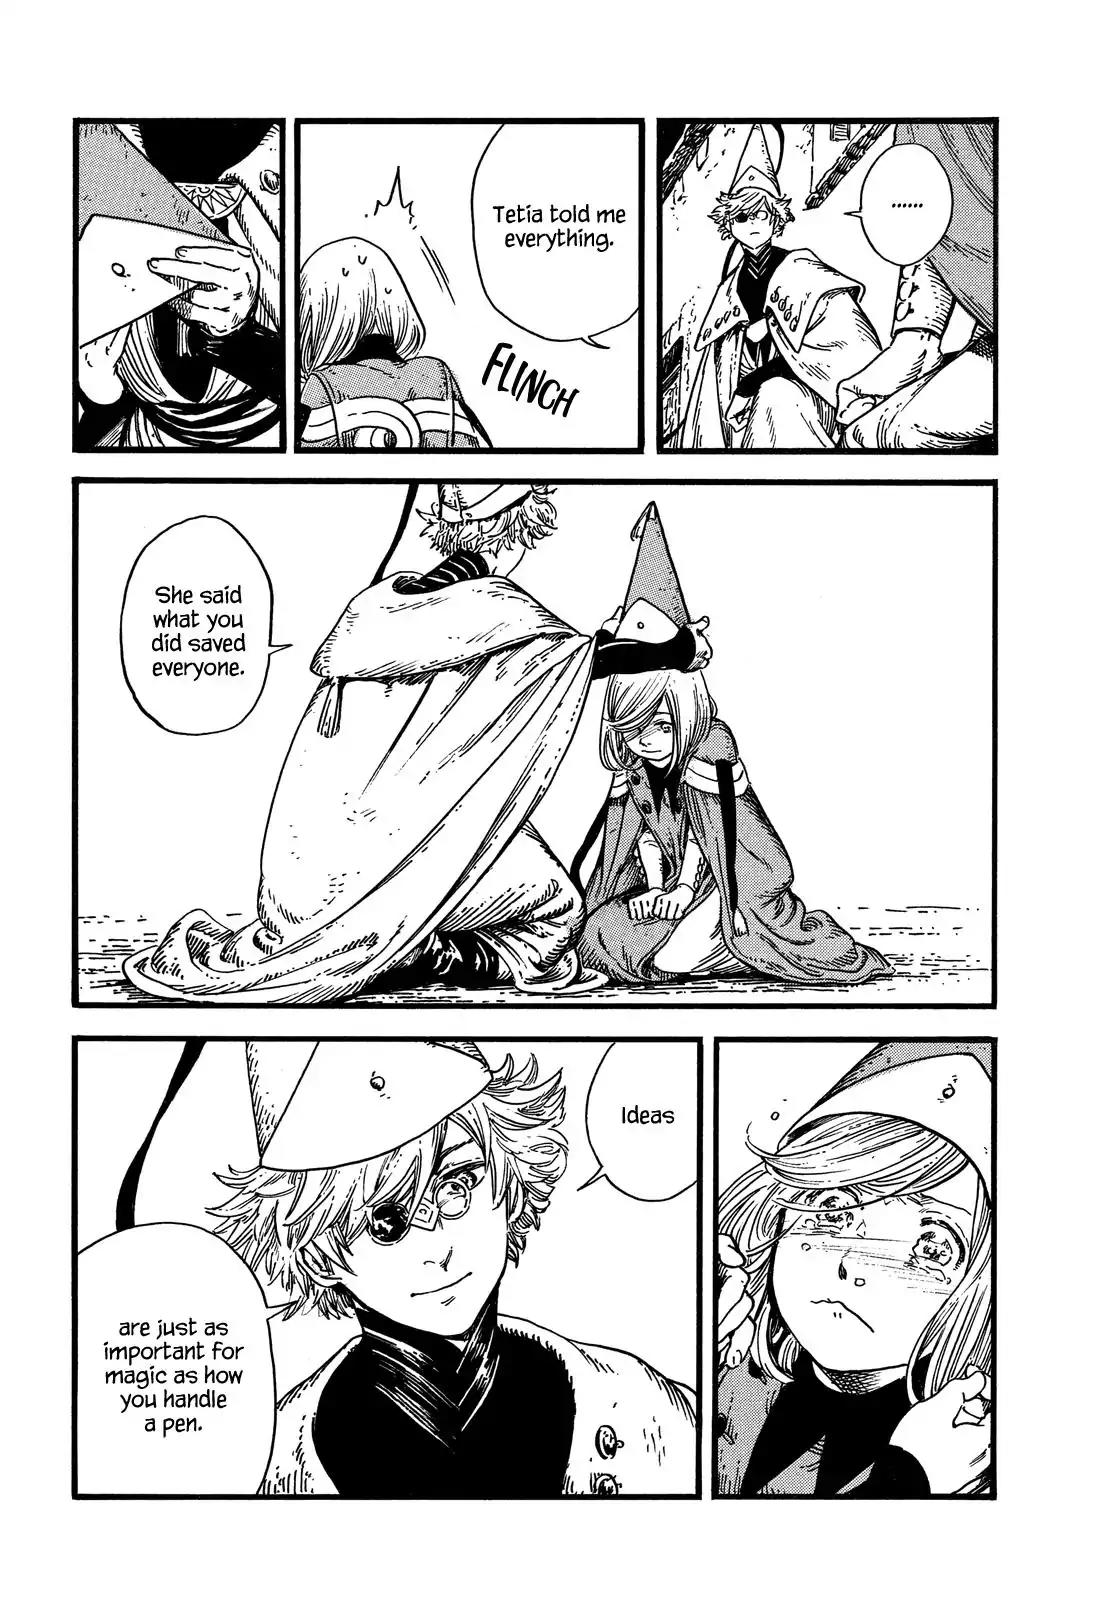 ......
Tetia told me
everything.
FLINCH
She said
what you
did saved
everyone.
Ideas
are just as
important for
magic as how
you handle
a pen.